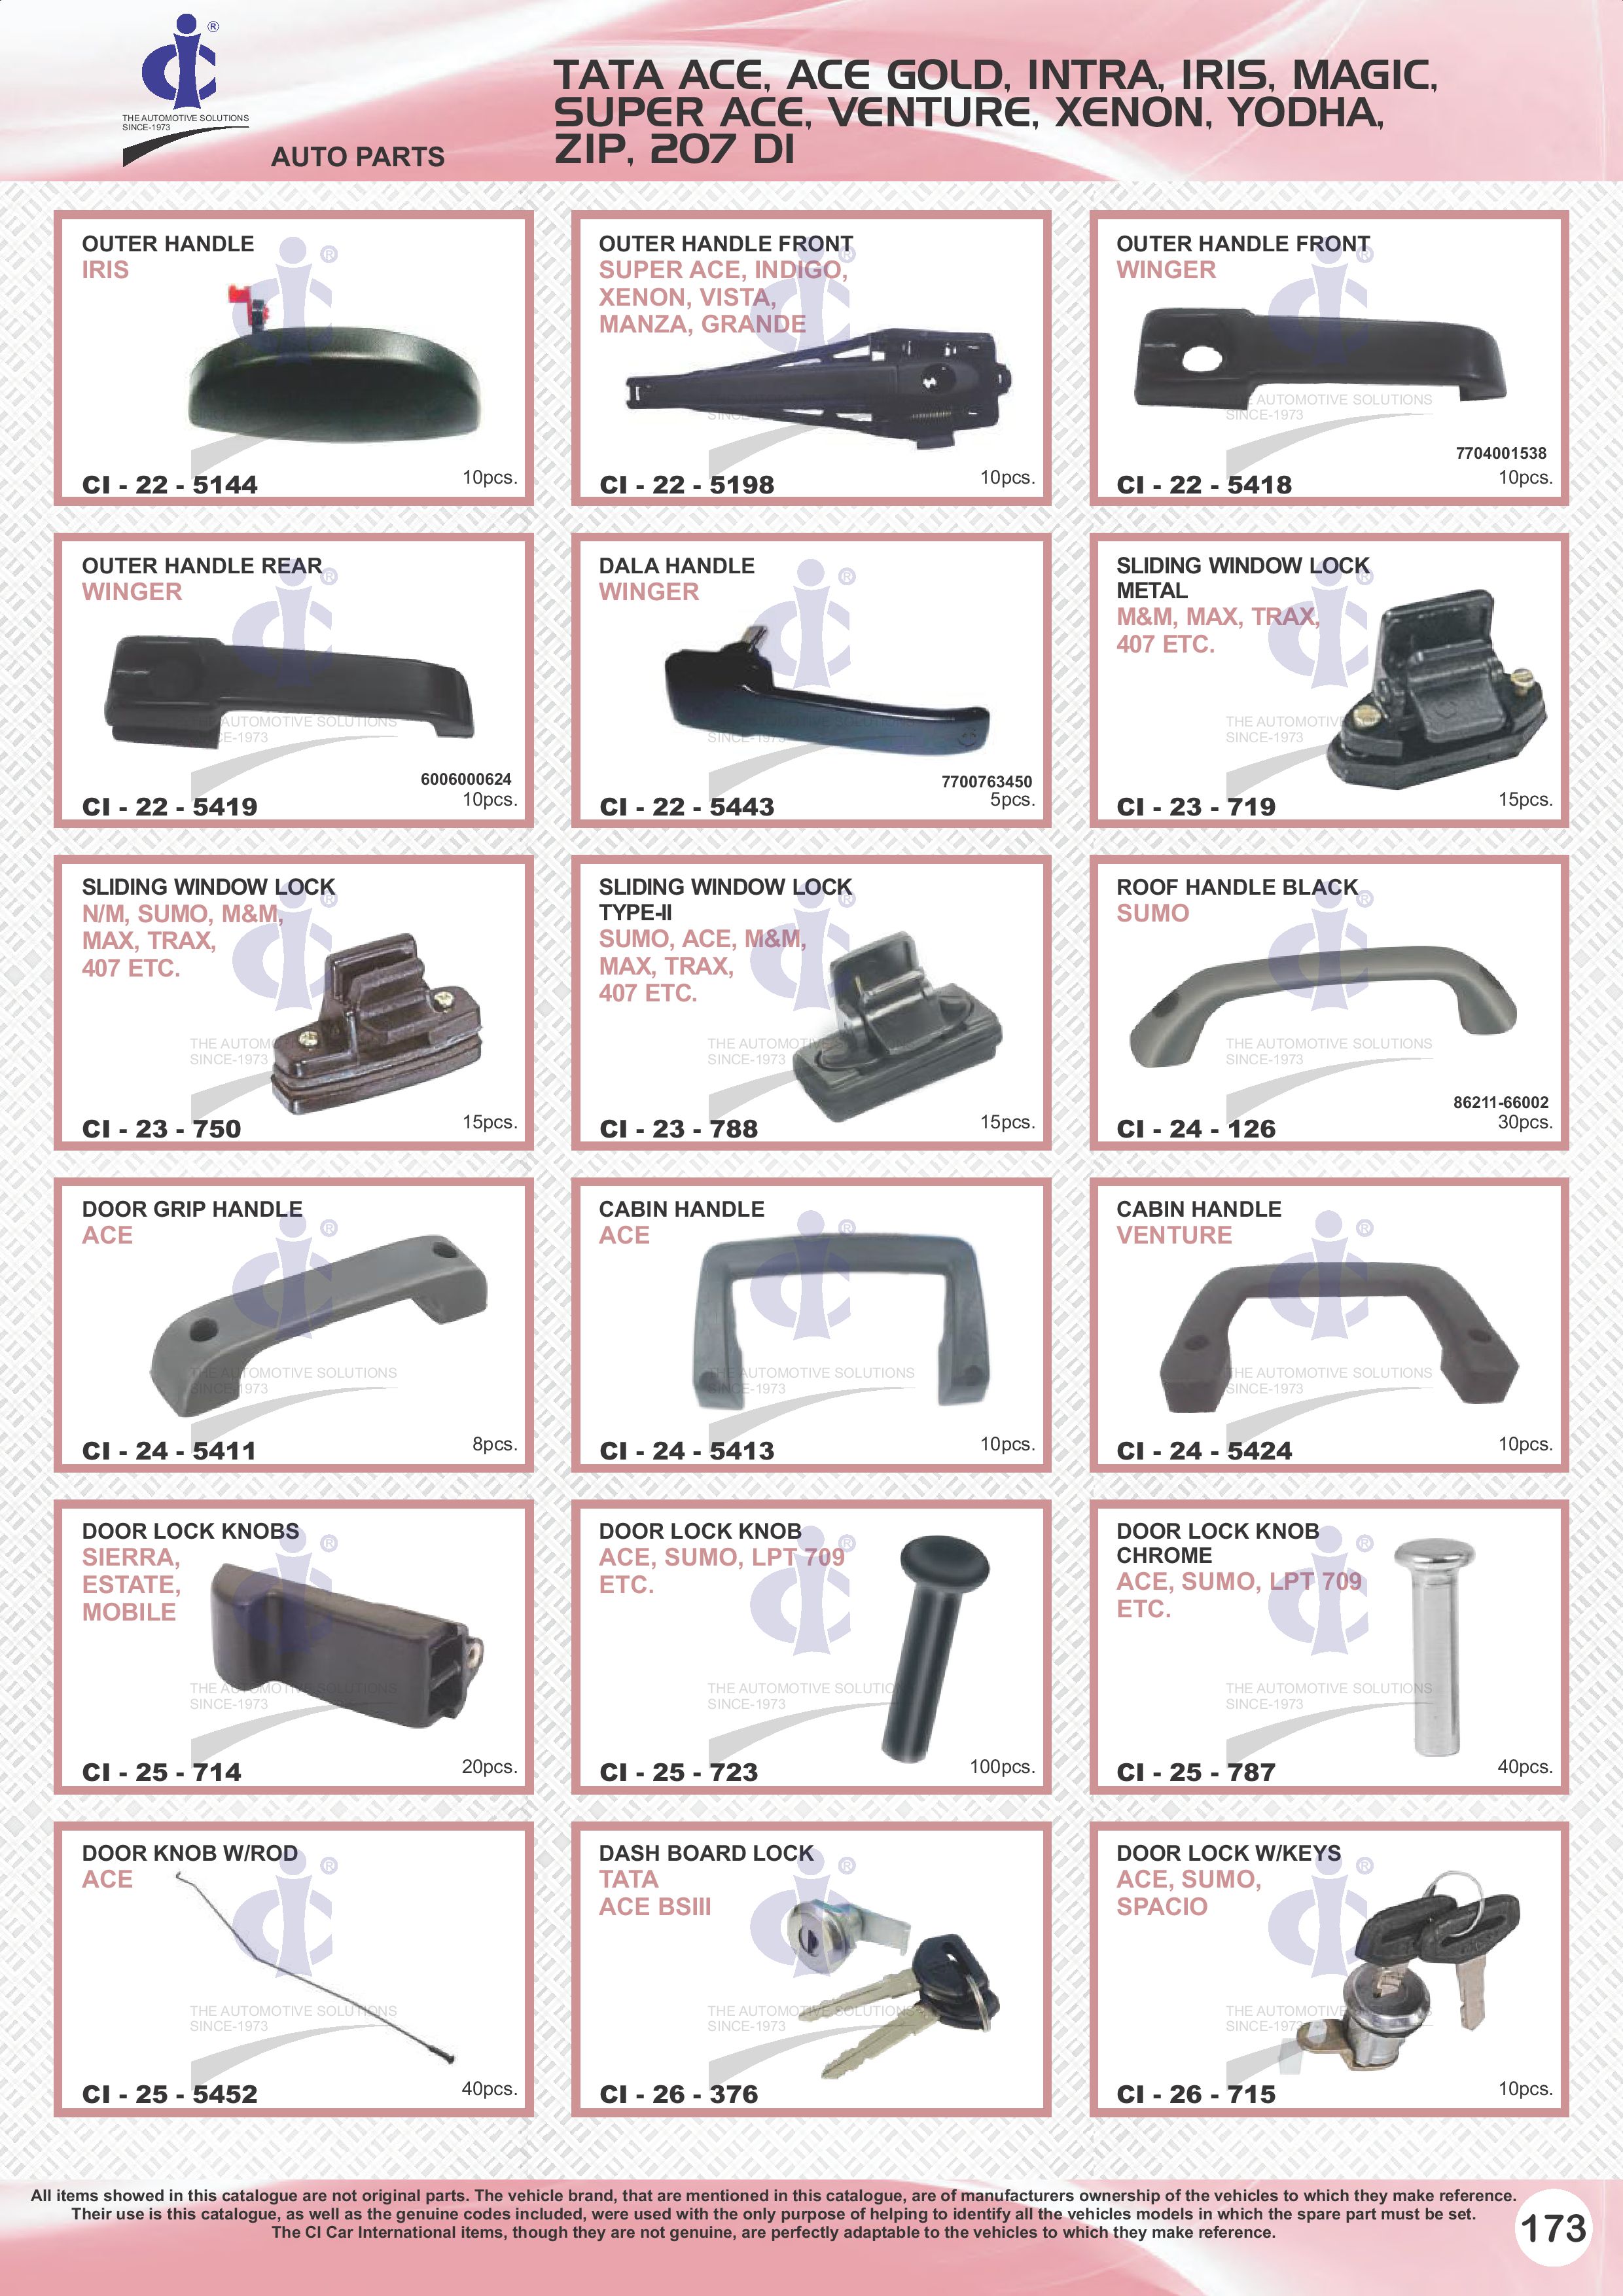 ®
THE AUTOMOTIVE SOLUTIONS
SINCE-1973
AUTO PARTS
TATA ACE, ACE GOLD, INTRA, IRIS, MAGIC,
SUPER ACE, VENTURE, XENON, YODHA,
ZIP, 207 DI
OUTER HANDLE
IRIS
CI - 22 - 5144
10pcs.
OUTER HANDLE FRONT
SUPER ACE, INDIGO,
XENON, VISTA,
MANZA, GRANDE
CI - 22 - 5198
10pcs.
OUTER HANDLE FRONT
WINGER
7704001538
CI - 22 - 5418
10pcs.
OUTER HANDLE REAR
WINGER
6006000624
CI - 22 - 5419
10pcs.
DALA HANDLE
WINGER
7700763450
CI - 22 - 5443
5pcs.
SLIDING WINDOW LOCK
METAL
M&M, MAX, TRAX,
407 ETC.
CI - 23 - 719
15pcs.
SLIDING WINDOW LOCK
N/M, SUMO, M&M,
MAX, TRAX,
407 ETC.
CI - 23 - 750
15pcs.
SLIDING WINDOW LOCK
TYPE-II
SUMO, ACE, M&M,
MAX, TRAX,
407 ETC.
CI - 23 - 788
15pcs.
ROOF HANDLE BLACK
SUMO
86211-66002
CI - 24 - 126
30pcs.
DOOR GRIP HANDLE
ACE
CI - 24 - 5411
8pcs.
CABIN HANDLE
ACE
CI - 24 - 5413
10pcs.
CABIN HANDLE
VENTURE
CI - 24 - 5424
10pcs.
DOOR LOCK KNOBS
SIERRA,
ESTATE,
MOBILE
CI - 25 - 714
20pcs.
DOOR LOCK KNOB
ACE, SUMO, LPT 709
ETC.
CI - 25 - 723
100pcs.
DOOR LOCK KNOB
CHROME
ACE, SUMO, LPT 709
ETC.
CI - 25 - 787
40pcs.
DOOR KNOB W/ROD
ACE
CI - 25 - 5452
40pcs.
DASH BOARD LOCK
TATA
ACE BSIII
CI - 26 - 376
DOOR LOCK W/KEYS
ACE, SUMO,
SPACIO
CI - 26 - 715
10pcs.
All items showed in this catalogue are not original parts. The vehicle brand, that are mentioned in this catalogue, are of manufacturers ownership of the vehicles to which they make reference.
Their use is this catalogue, as well as the genuine codes included, were used with the only purpose of helping to identify all the vehicles models in which the spare part must be set.
The CI Car International items, though they are not genuine, are perfectly adaptable to the vehicles to which they make reference.
173